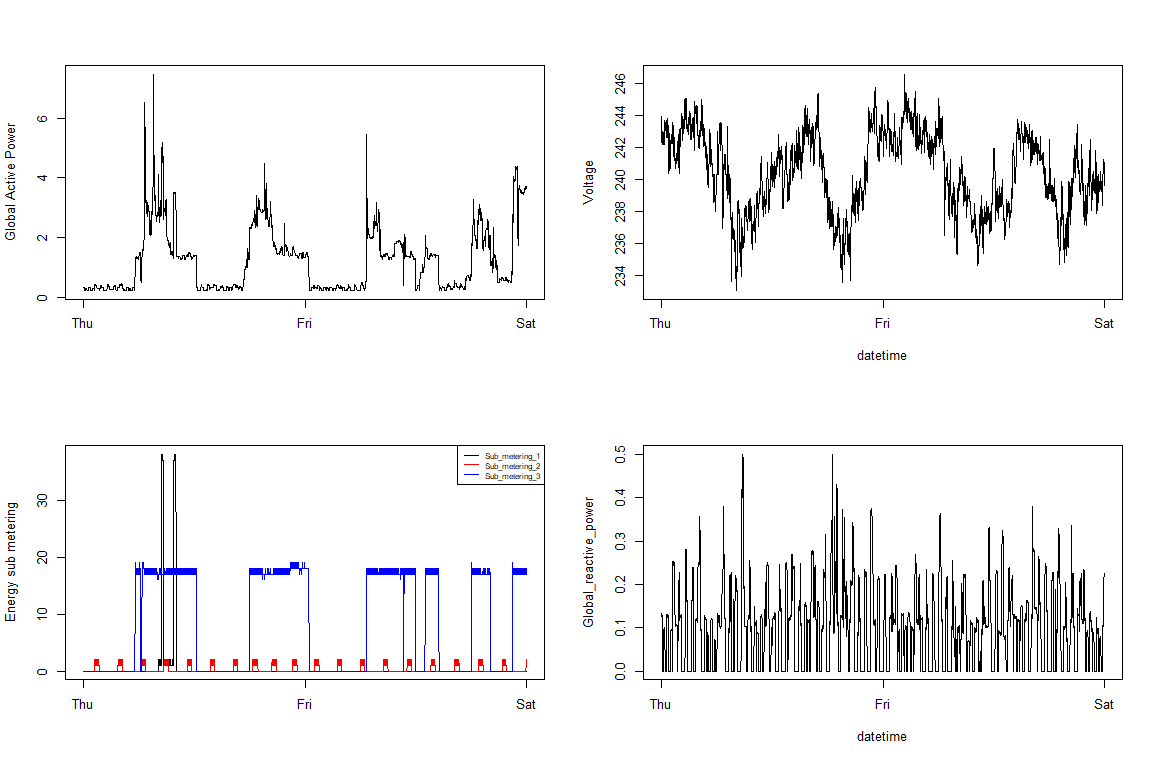 Global Active Power
0 2 4 6
Thu Fri Sat
Voltage
234 236 238 240 242 244 246
Thu Fri Sat
datetime
Energy sub metering
0 10 20 30
Sub_metering_1
Sub_metering_2
Sub_metering_3
Thu Fri Sat
Global_reactive_power
0.0 0.1 0.2 0.3 0.4 0.5
Thu Fri Sat
datetime